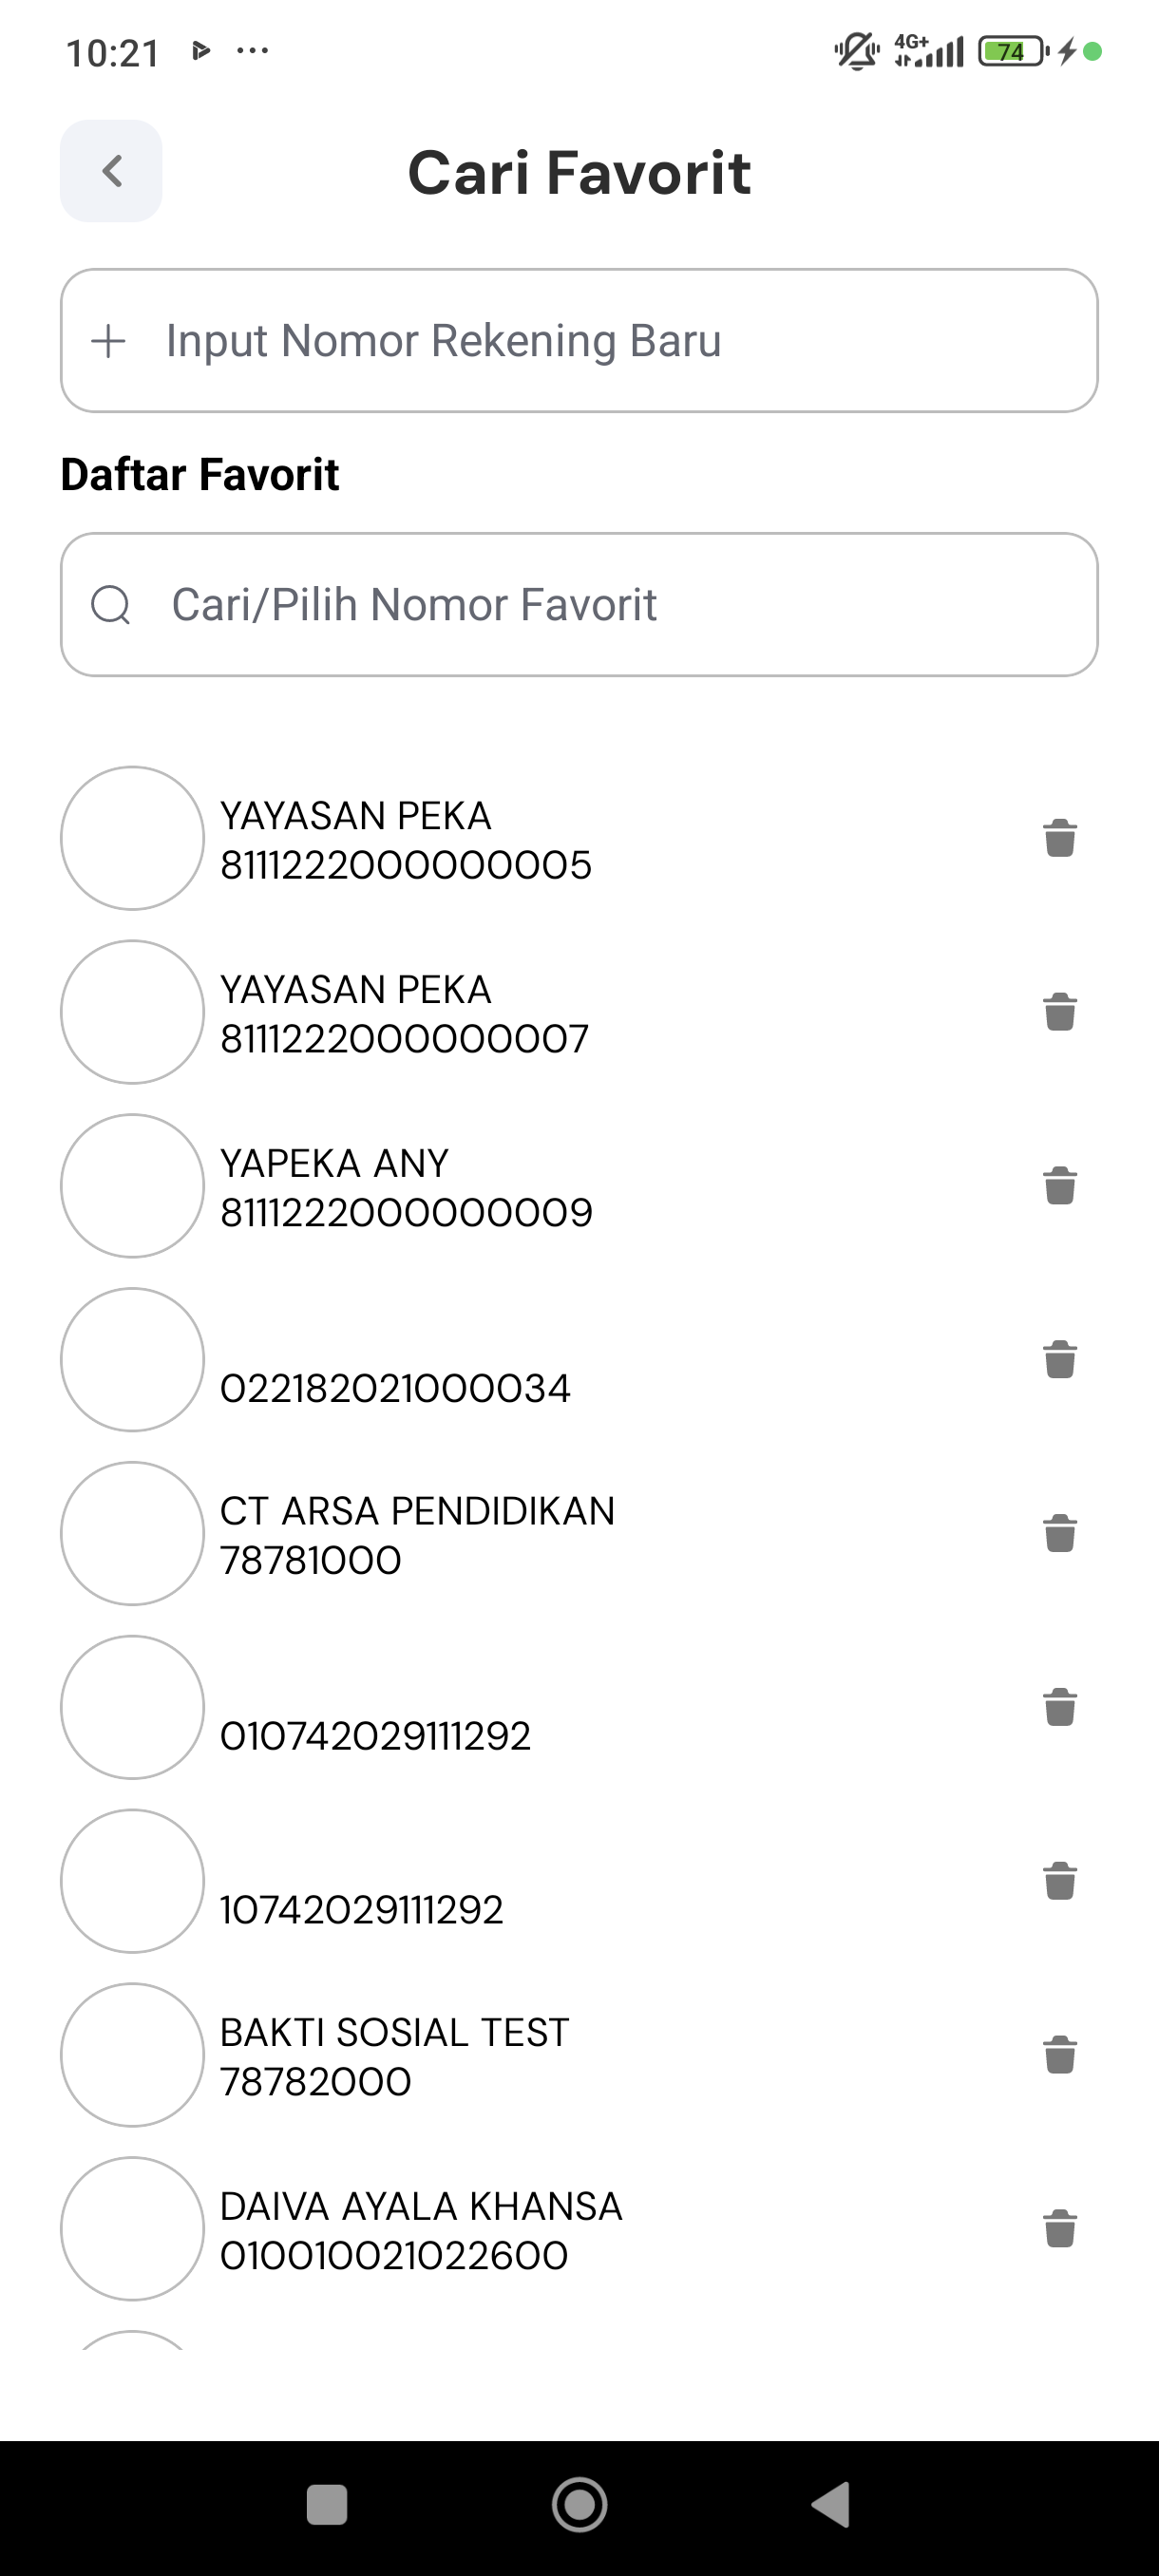 10:21
4G+
74
Cari Favorit
Input Nomor Rekening Baru
Daftar Favorit
Cari/Pilih Nomor Favorit
YAYASAN PEKA
8111222000000005
YAYASAN PEKA
8111222000000007
YAPEKA ANY
8111222000000009
022182021000034
CT ARSA PENDIDIKAN
78781000
010742029111292
10742029111292
BAKTI SOSIAL TEST
78782000
DAIVA AYALA KHANSA
010010021022600